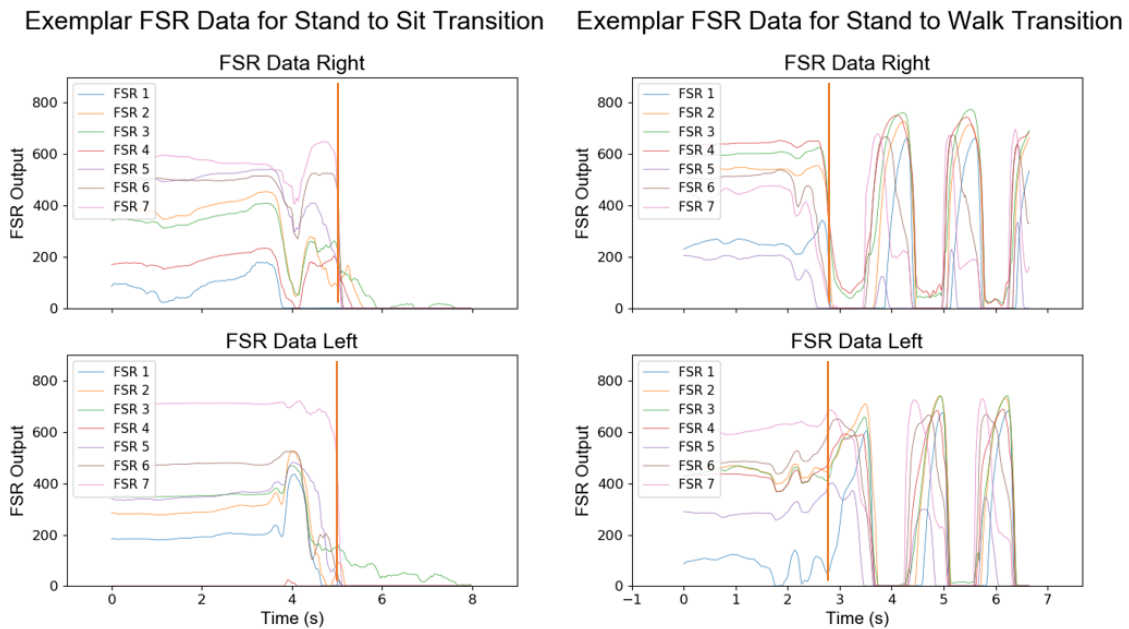 Exemplar FSR Data for Stand to Sit Transition
FSR Data Right
FSR Output
800
600
400
200
0
FSR 1
FSR 2
FSR 3
FSR 4
FSR 5
FSR 6
FSR 7
FSR Data Left
FSR Output
800
600
400
200
0
FSR 1
FSR 2
FSR 3
FSR 4
FSR 5
FSR 6
FSR 7
0 2 4 6 8
Time (s)
Exemplar FSR Data for Stand to Walk Transition
FSR Data Right
FSR Output
800
600
400
200
0
FSR 1
FSR 2
FSR 3
FSR 4
FSR 5
FSR 6
FSR 7
FSR Data Left
FSR Output
800
600
400
200
0
FSR 1
FSR 2
FSR 3
FSR 4
FSR 5
FSR 6
FSR 7
−1 0 1 2 3 4 5 6 7
Time (s)